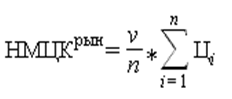 НМЦК^рын = v/n * ∑_{i=1}^{n} Ц_i